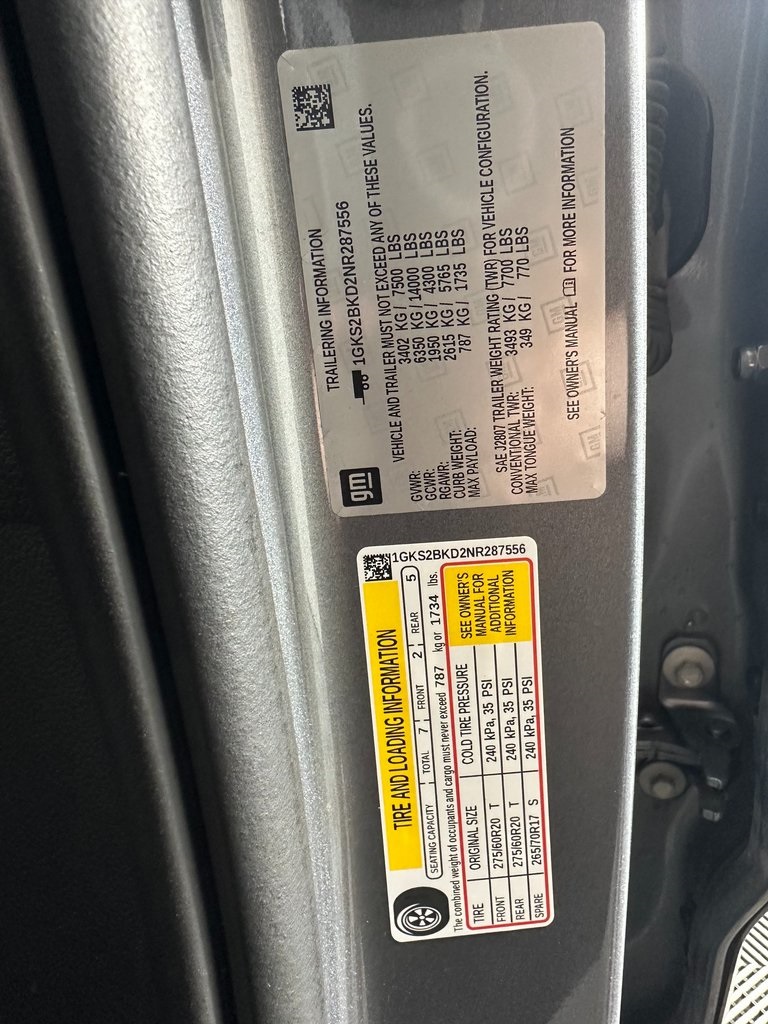 TRAILERING INFORMATION
1GKS2BKD2NR287556
gm
VEHICLE AND TRAILER MUST NOT EXCEED ANY OF THESE VALUES.
GVWR: 3402 KG / 7500 LBS
GCWR: 6350 KG / 14000 LBS
RGAWR: 1950 KG / 4300 LBS
CURB WEIGHT: 2615 KG / 5765 LBS
MAX PAYLOAD: 787 KG / 1735 LBS
SAE J2807 TRAILER WEIGHT RATING (TWR) FOR VEHICLE CONFIGURATION.
CONVENTIONAL TWR: 3493 KG / 7700 LBS
MAX TONGUE WEIGHT: 349 KG / 770 LBS
SEE OWNER'S MANUAL FOR MORE INFORMATION
TIRE AND LOADING INFORMATION
1GKS2BKD2NR287556
SEATING CAPACITY TOTAL 7 FRONT 2 REAR 5
The combined weight of occupants and cargo must never exceed 787 kg or 1734 lbs.
TIRE ORIGINAL SIZE COLD TIRE PRESSURE
FRONT 275/60R20 T 240 kPa, 35 PSI
REAR 275/60R20 T 240 kPa, 35 PSI
SPARE 265/70R17 S 240 kPa, 35 PSI
SEE OWNER'S
MANUAL FOR
ADDITIONAL
INFORMATION